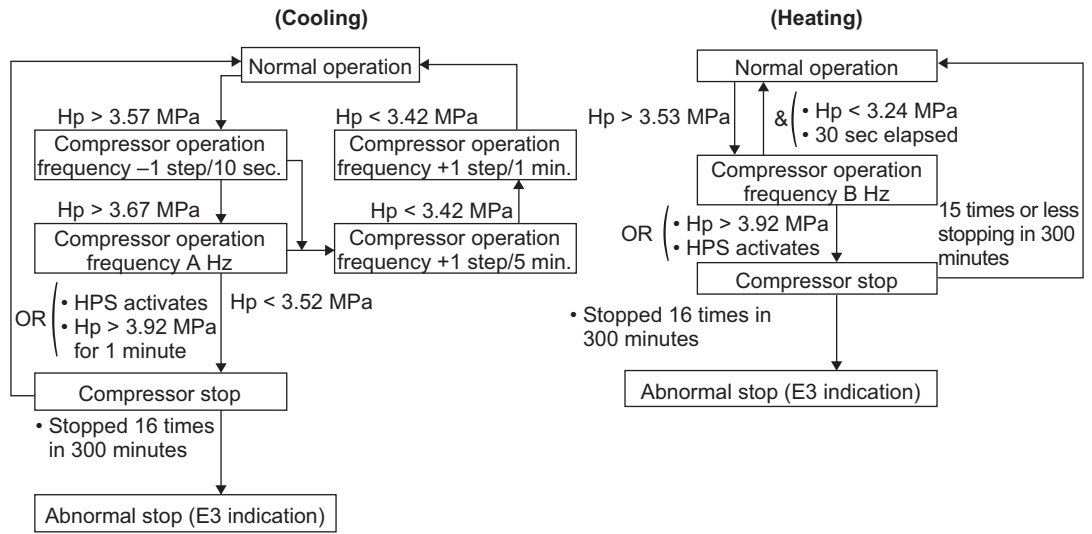 (Cooling)
Normal operation
Hp > 3.57 MPa
Compressor operation
frequency –1 step/10 sec.
Hp < 3.42 MPa
Compressor operation
frequency +1 step/1 min.
Hp > 3.67 MPa
Compressor operation
frequency A Hz
Hp < 3.42 MPa
Compressor operation
frequency +1 step/5 min.
OR
• HPS activates
• Hp > 3.92 MPa
for 1 minute
Hp < 3.52 MPa
Compressor stop
• Stopped 16 times
in 300 minutes
Abnormal stop (E3 indication)
(Heating)
Normal operation
Hp > 3.53 MPa
&
• Hp < 3.24 MPa
• 30 sec elapsed
Compressor operation
frequency B Hz
OR
• Hp > 3.92 MPa
• HPS activates
15 times or less
stopping in 300
minutes
Compressor stop
• Stopped 16 times in
300 minutes
Abnormal stop (E3 indication)